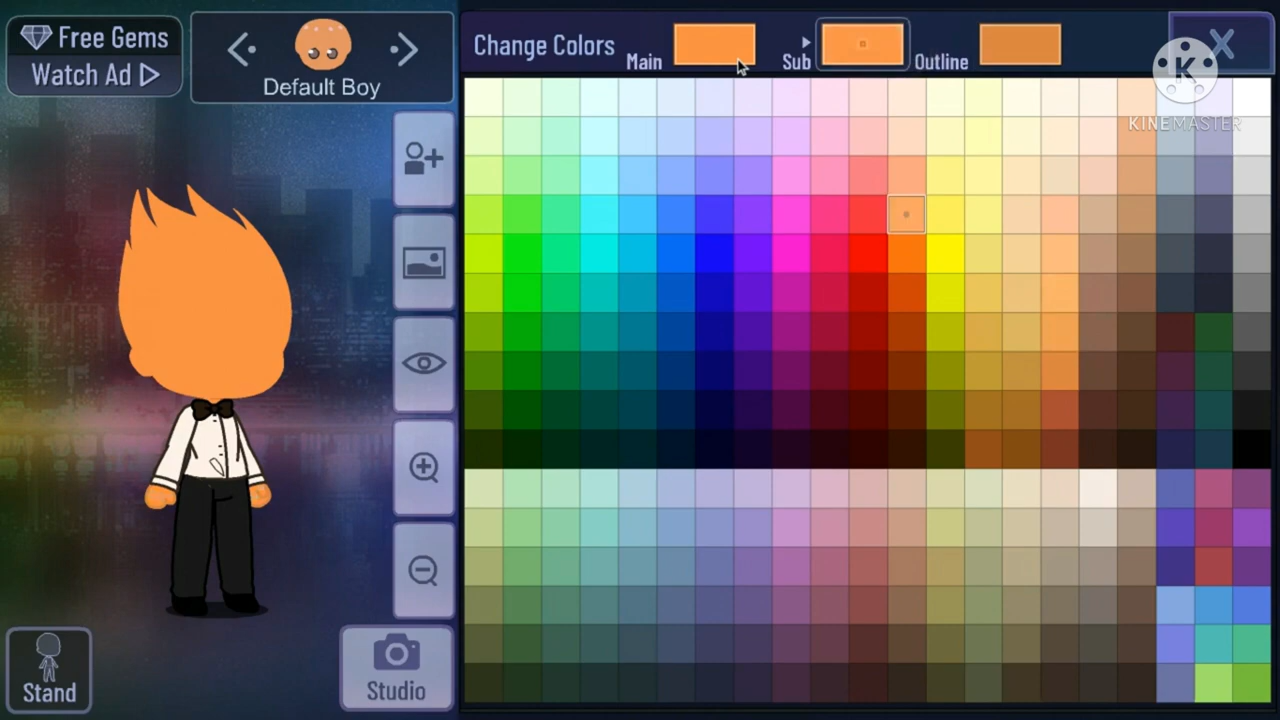 Free Gems
Watch Ad
Default Boy
Change Colors
Main
Sub
Outline
X
K
KINEMASTER
Stand
Studio